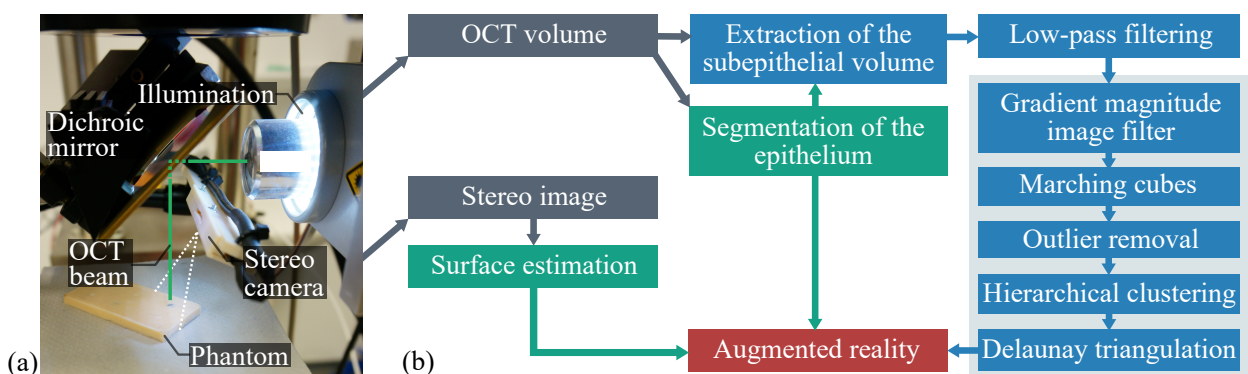 (a)
Illumination
Dichroic
mirror
OCT
beam
Stereo
camera
Phantom
(b)
OCT volume
Stereo image
Surface estimation
Extraction of the
subepithelial volume
Segmentation of the
epithelium
Augmented reality
Low-pass filtering
Gradient magnitude
image filter
Marching cubes
Outlier removal
Hierarchical clustering
Delaunay triangulation